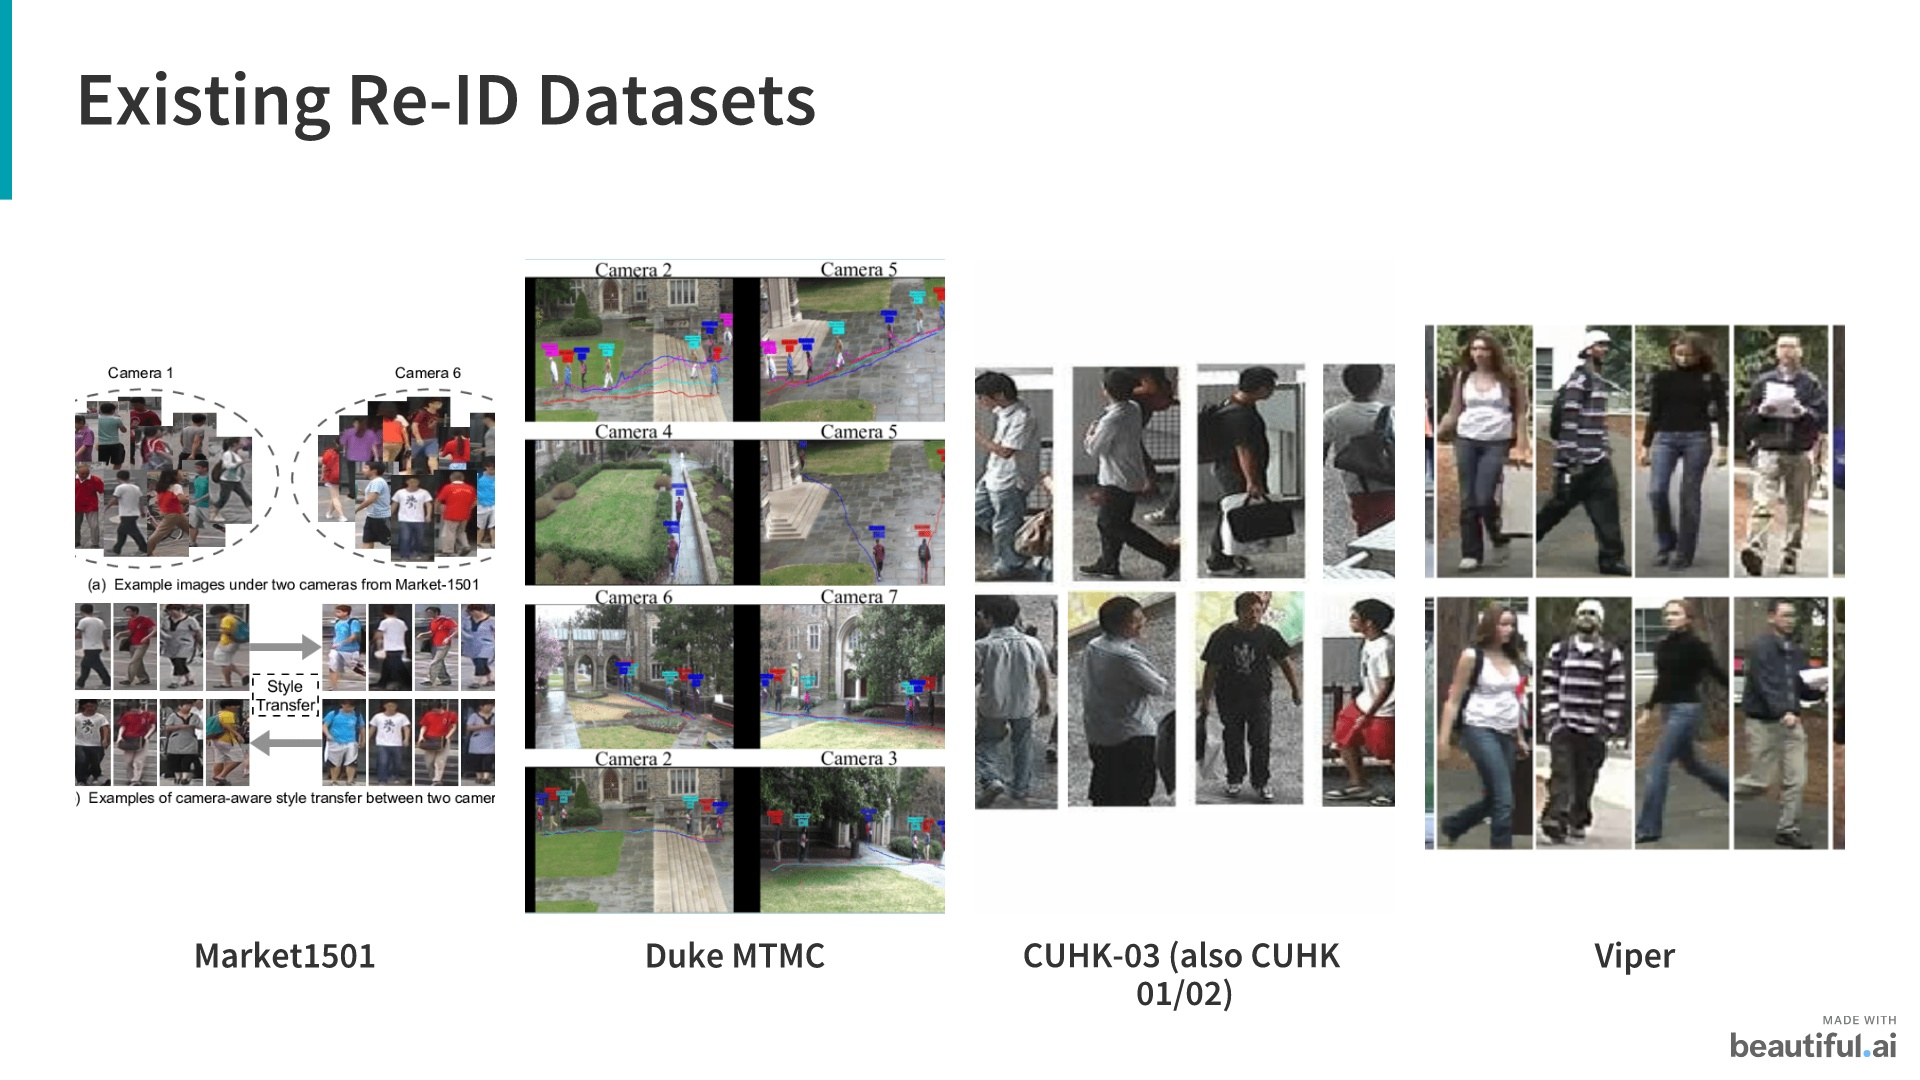 Existing Re-ID Datasets
Camera 1
Camera 6
(a) Example images under two cameras from Market-1501
Style
Transfer
) Examples of camera-aware style transfer between two camer
Market1501
Camera 2
Camera 5
Camera 4
Camera 5
Camera 6
Camera 7
Camera 2
Camera 3
Duke MTMC
CUHK-03 (also CUHK
01/02)
Viper
MADE WITH
beautiful.ai